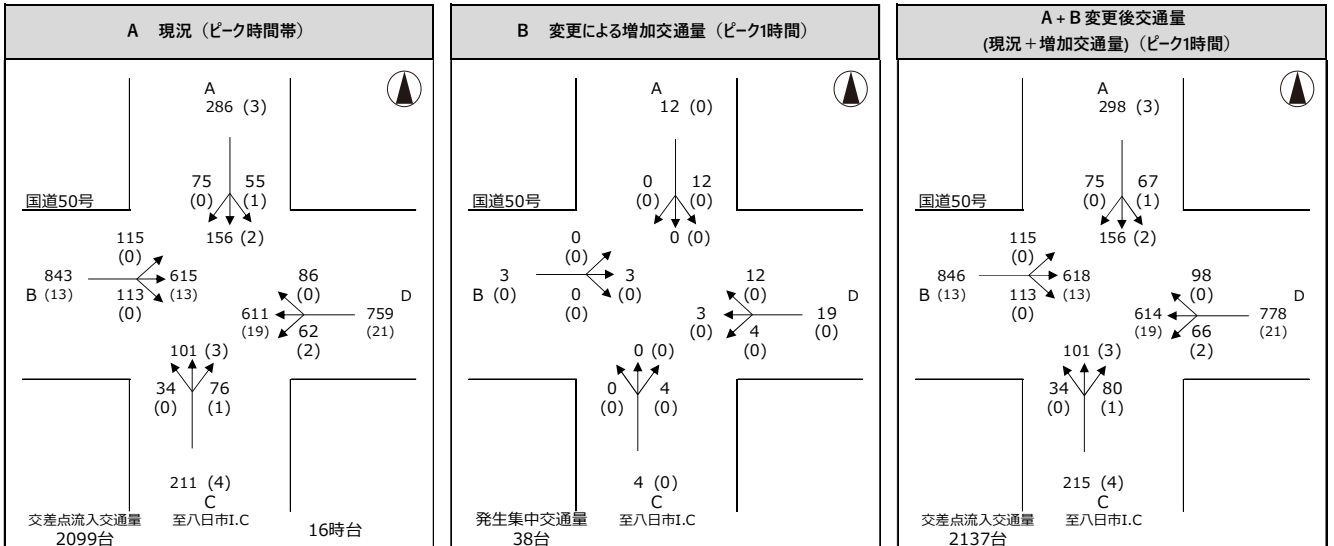 A 現況（ピーク時間帯）
A
286 (3)
75 55
(0) (1)
国道50号
156 (2)
115
(0)
843 615 86
B (13) (13) (0) D
113 611 759
(0) (19) 62 (21)
(2)
101 (3)
34 76
(0) (1)
211 (4)
C
交差点流入交通量 至八日市I.C 16時台
2099台
B 変更による増加交通量（ピーク1時間）
A
12 (0)
0 12
(0) (0)
国道50号
0 (0)
0
(0)
3 3 12
B (0) (0) (0) D
0 3 19
(0) (0) 4 (0)
(0)
0 (0)
0 4
(0) (0)
4 (0)
C
発生集中交通量 至八日市I.C
38台
A + B 変更後交通量
(現況＋増加交通量)（ピーク1時間）
A
298 (3)
75 67
(0) (1)
国道50号
156 (2)
115
(0)
846 618 98
B (13) (13) (0) D
113 614 778
(0) (19) 66 (21)
(2)
101 (3)
34 80
(0) (1)
215 (4)
C
交差点流入交通量 至八日市I.C
2137台